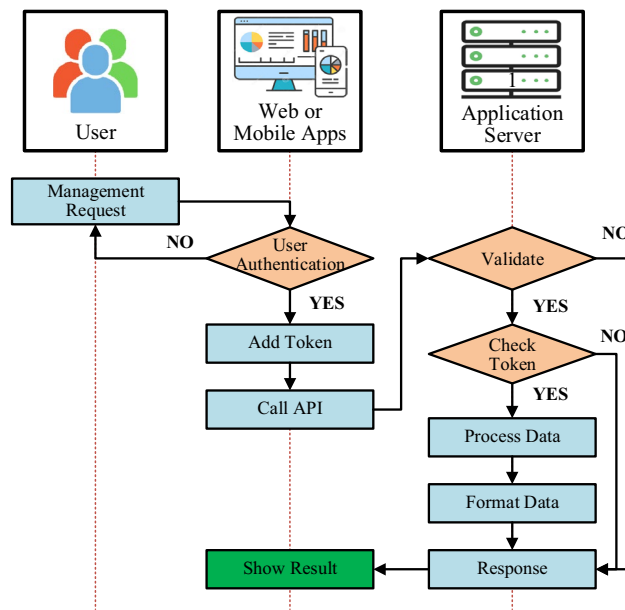 User
Web or
Mobile Apps
1
Application
Server
Management
Request
NO
User
Authentication
Validate
NO
YES
YES
Add Token
Check
Token
NO
Call API
YES
Process Data
Format Data
Show Result
Response